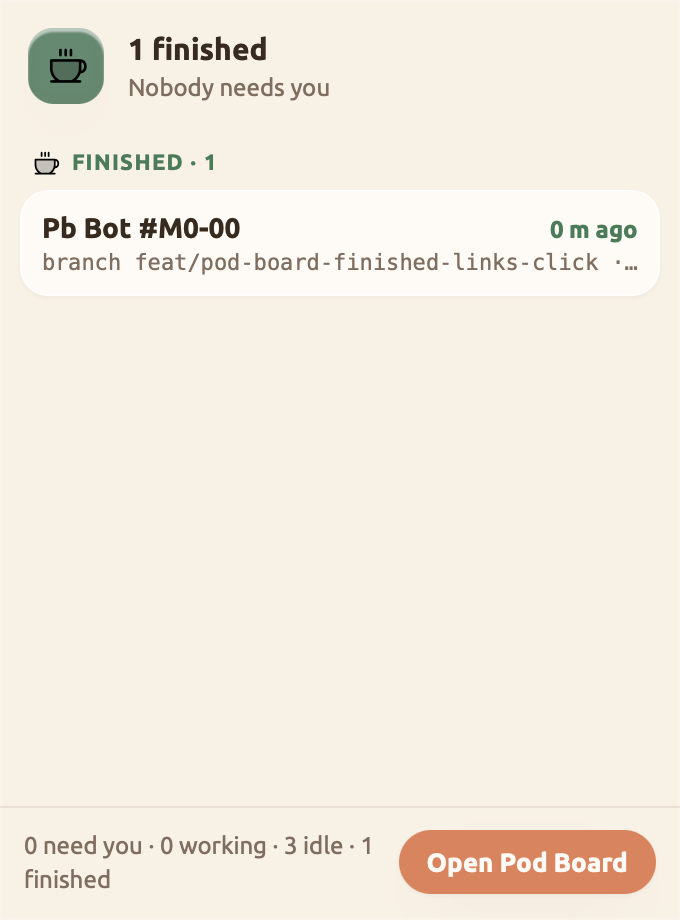 1 finished
Nobody needs you
FINISHED · 1
Pb Bot #M0-00
0 m ago
branch feat/pod-board-finished-links-click ·…
0 need you · 0 working · 3 idle · 1
finished
Open Pod Board